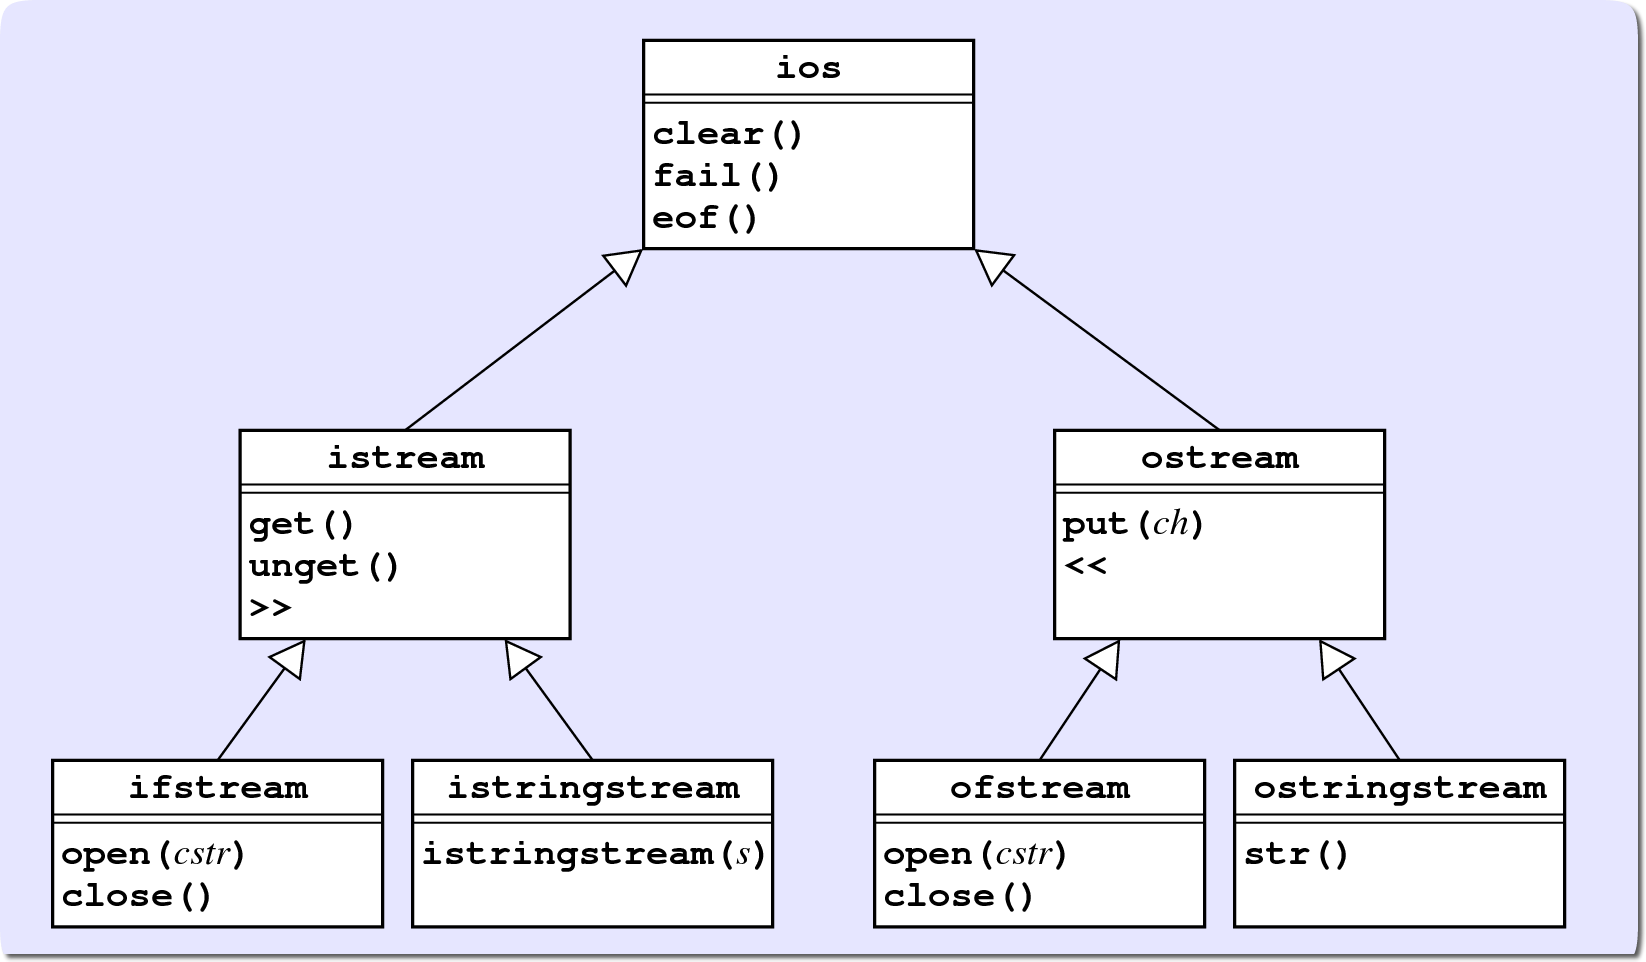 ios
clear()
fail()
eof()
istream
get()
unget()
>>
ostream
put(ch)
<<
ifstream
open(cstr)
close()
istringstream
istringstream(s)
ofstream
open(cstr)
close()
ostringstream
str()